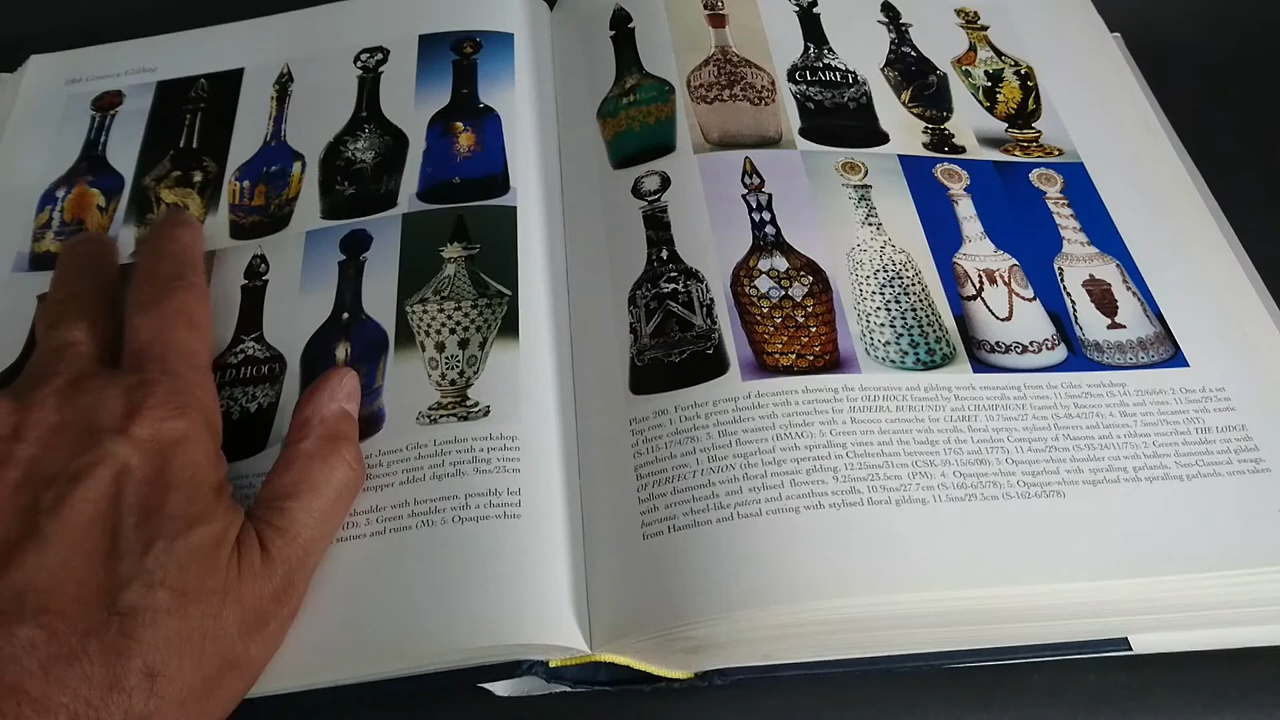 18th Century Gilding
BURGUNDY
CLARET
LD HOCK
at James Giles' London workshop.
Dark green shoulder with a peahen
Rococo ruins and spiralling vines
stopper added digitally, 9ins/23cm
shoulder with horsemen, possibly led
(D); 3: Green shoulder with a chained
statues and ruins (M); 5: Opaque-white
Plate 200. Further group of decanters showing the decorative and gilding work emanating from the Giles' workshop.
Top row, 1: Dark green shoulder with a cartouche for OLD HOCK framed by Rococo scrolls and vines, 11.5ins/29cm (S-141-22/6/64); 2: One of a set
of three colourless shoulders with cartouches for MADEIRA, BURGUNDY and CHAMPAIGNE framed by Rococo scrolls and vines, 11.5ins/29.3cm
(S-115-17/4/78); 3: Blue waisted cylinder with a Rococo cartouche for CLARET, 10.75ins/27.4cm (S-48-4/2/74); 4: Blue urn decanter with exotic
gamebirds and stylised flowers (BMAG); 5: Green urn decanter with scrolls, floral sprays, stylised flowers and lattices, 7.5ins/19cm (NT)
Bottom row, 1: Blue sugarloaf with spiralling vines and the badge of the London Company of Masons and a ribbon inscribed THE LODGE
OF PERFECT UNION (the lodge operated in Cheltenham between 1763 and 1773), 11.4ins/29cm (S-93-24/11/75); 2: Green shoulder cut with
hollow diamonds with floral mosaic gilding, 12.25ins/31cm (CSK-59-15/6/00); 3: Opaque-white shoulder cut with hollow diamonds and gilded
with arrowheads and stylised flowers, 9.25ins/23.5cm (PM); 4: Opaque-white sugarloaf with spiralling garlands, Neo-Classical swags,
bucrania, wheel-like patera and acanthus scrolls, 10.9ins/27.7cm (S-160-6/3/78); 5: Opaque-white sugarloaf with spiralling garlands, urns taken
from Hamilton and basal cutting with stylised floral gilding, 11.5ins/29.3cm (S-162-6/3/78)